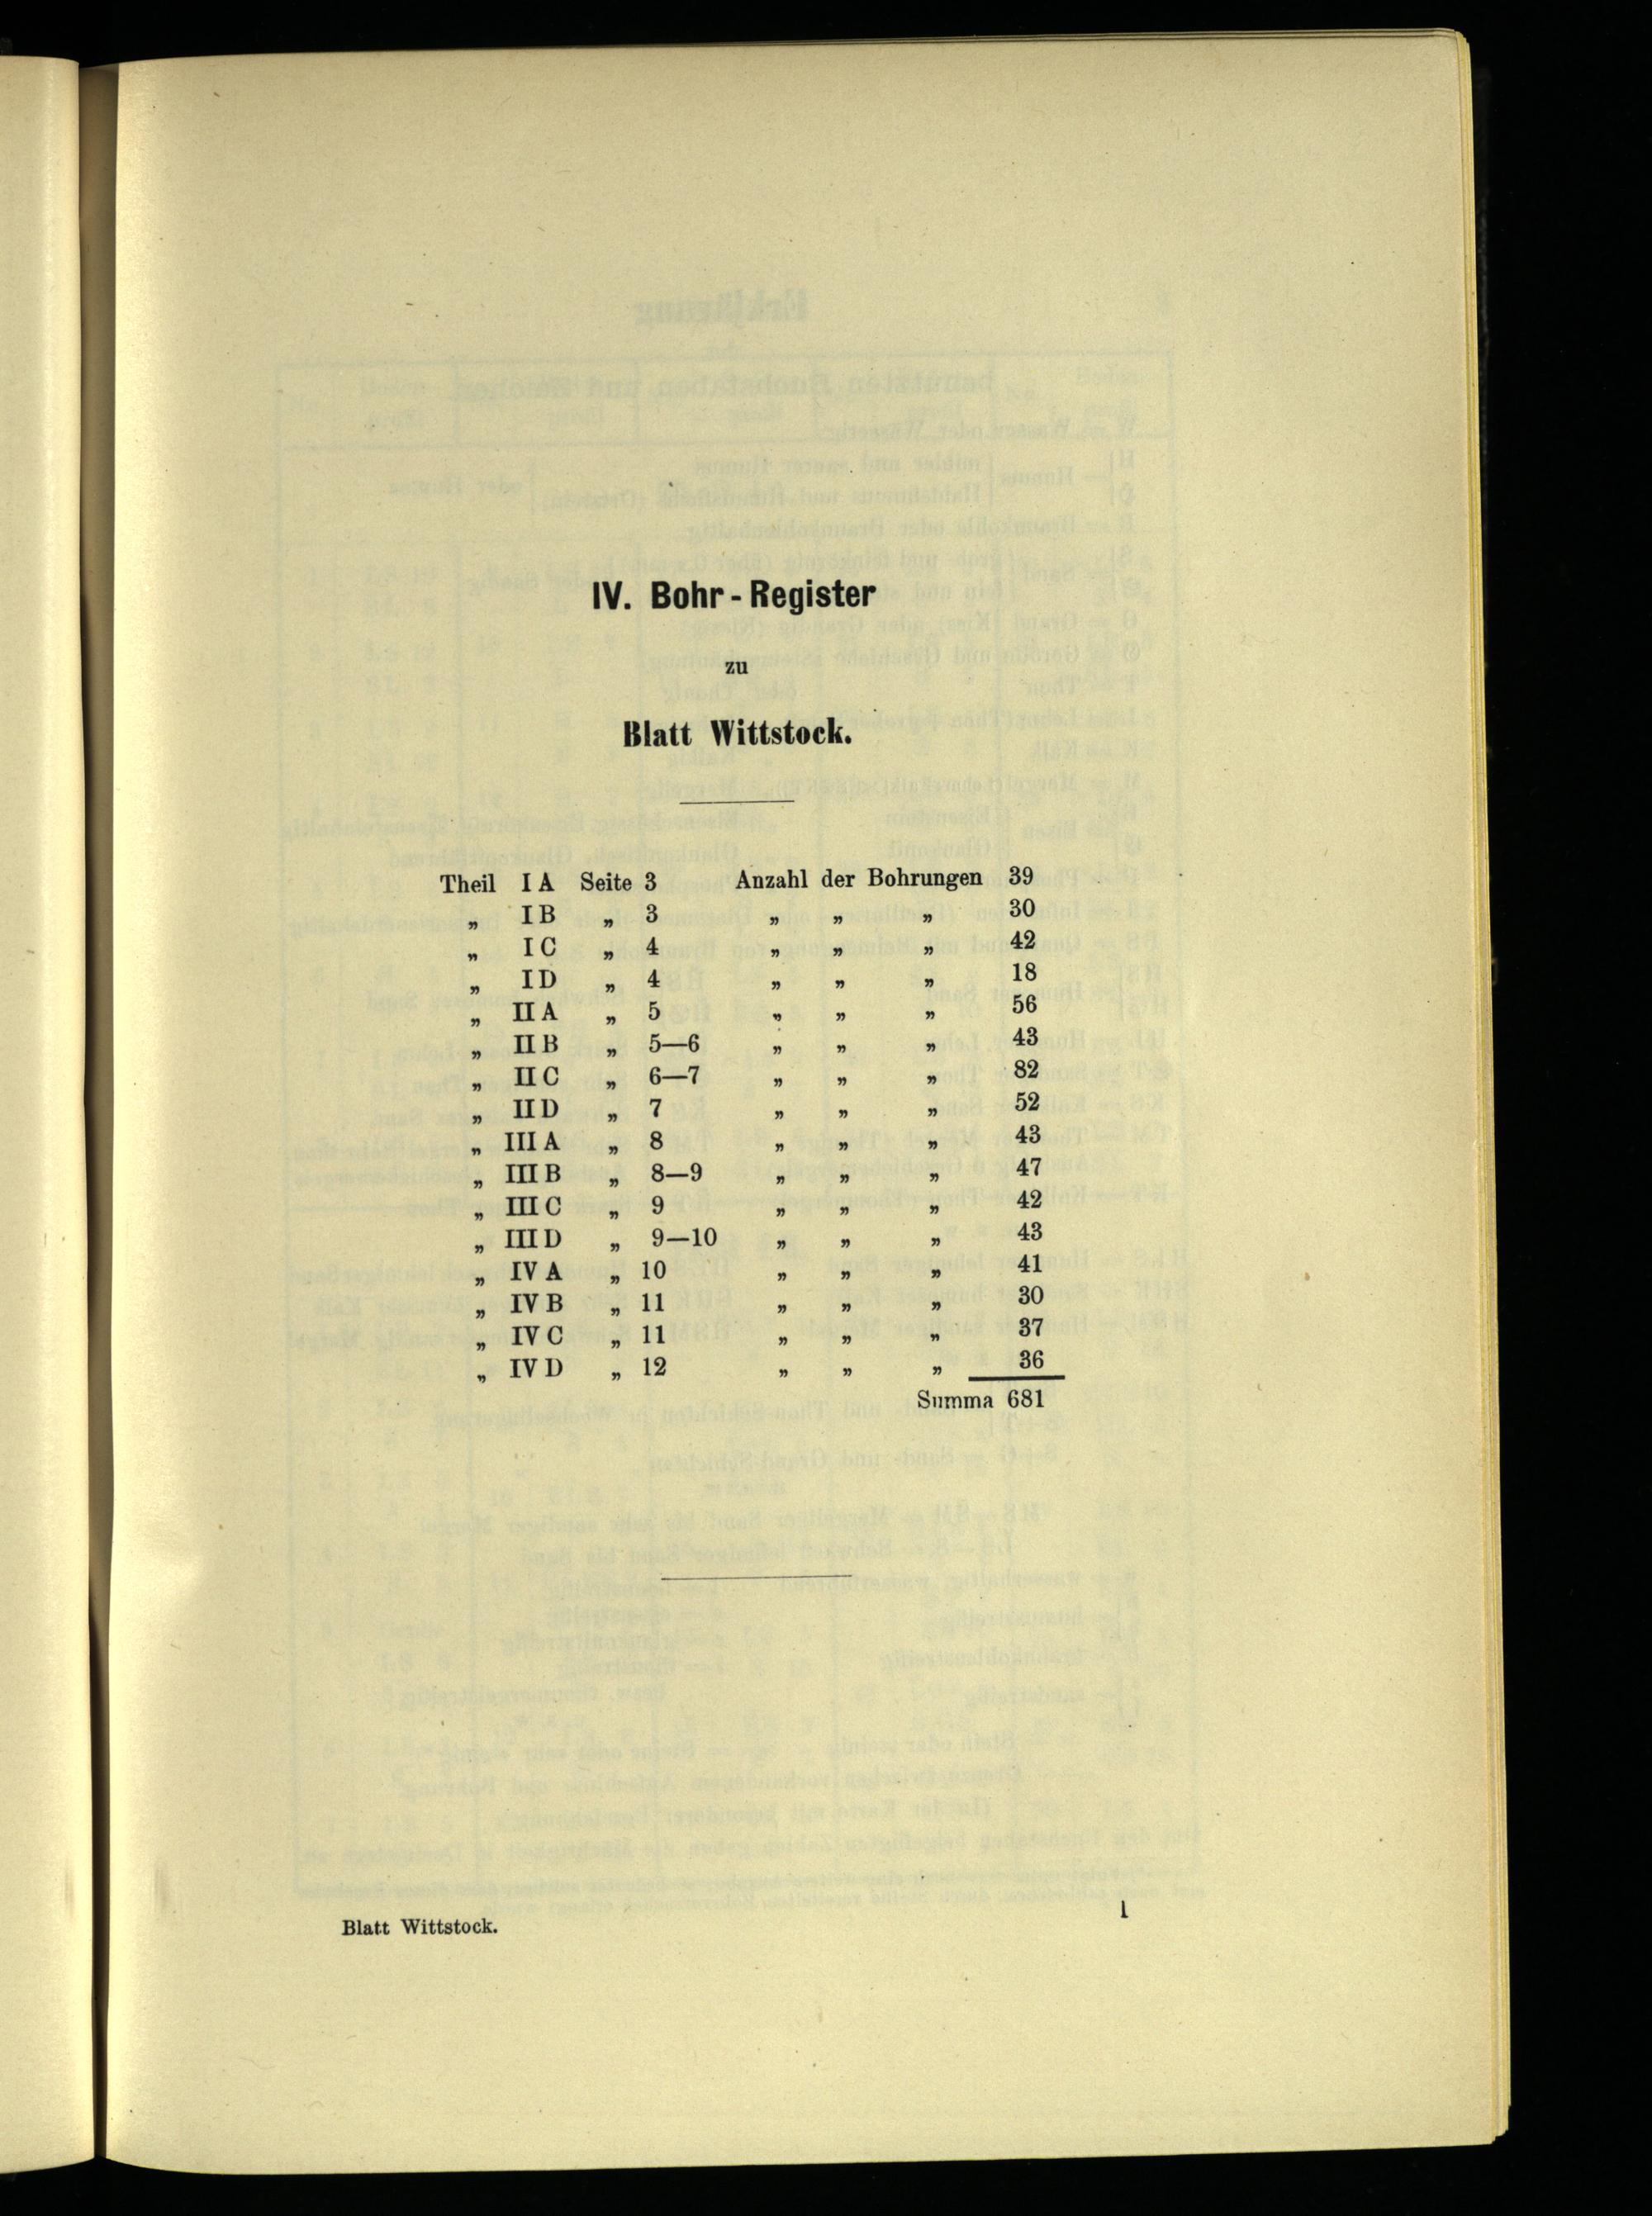 IV. Bohr-Register
zu
Blatt Wittstock.
Theil I A Seite 3 Anzahl der Bohrungen 39
„ I B „ 3 „ „ „ 30
„ I C „ 4 „ „ „ 42
„ I D „ 4 „ „ „ 18
„ II A „ 5 „ „ „ 56
„ II B „ 5—6 „ „ „ 43
„ II C „ 6—7 „ „ „ 82
„ II D „ 7 „ „ „ 52
„ III A „ 8 „ „ „ 43
„ III B „ 8—9 „ „ „ 47
„ III C „ 9 „ „ „ 42
„ III D „ 9—10 „ „ „ 43
„ IV A „ 10 „ „ „ 41
„ IV B „ 11 „ „ „ 30
„ IV C „ 11 „ „ „ 37
„ IV D „ 12 „ „ „ 36
Summa 681
Blatt Wittstock. 1